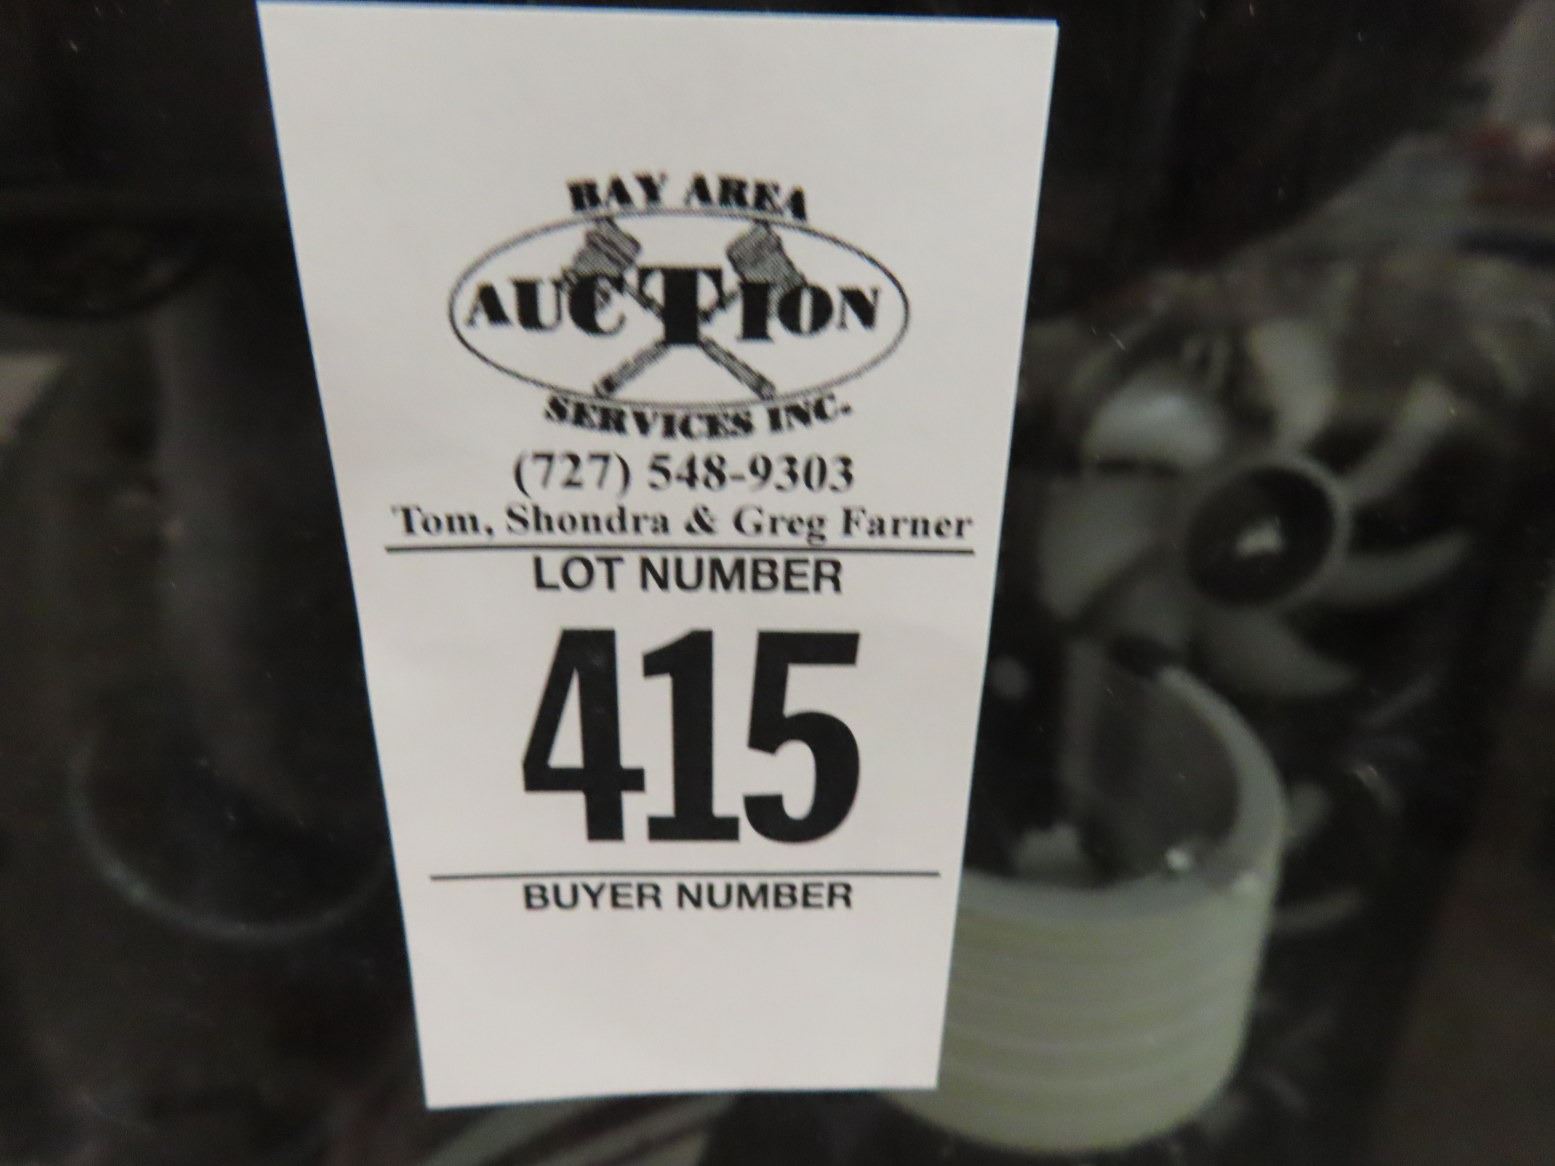 BAY AREA
AUCTION
SERVICES INC.
(727) 548-9303
Tom, Shondra & Greg Farner
LOT NUMBER
415
BUYER NUMBER